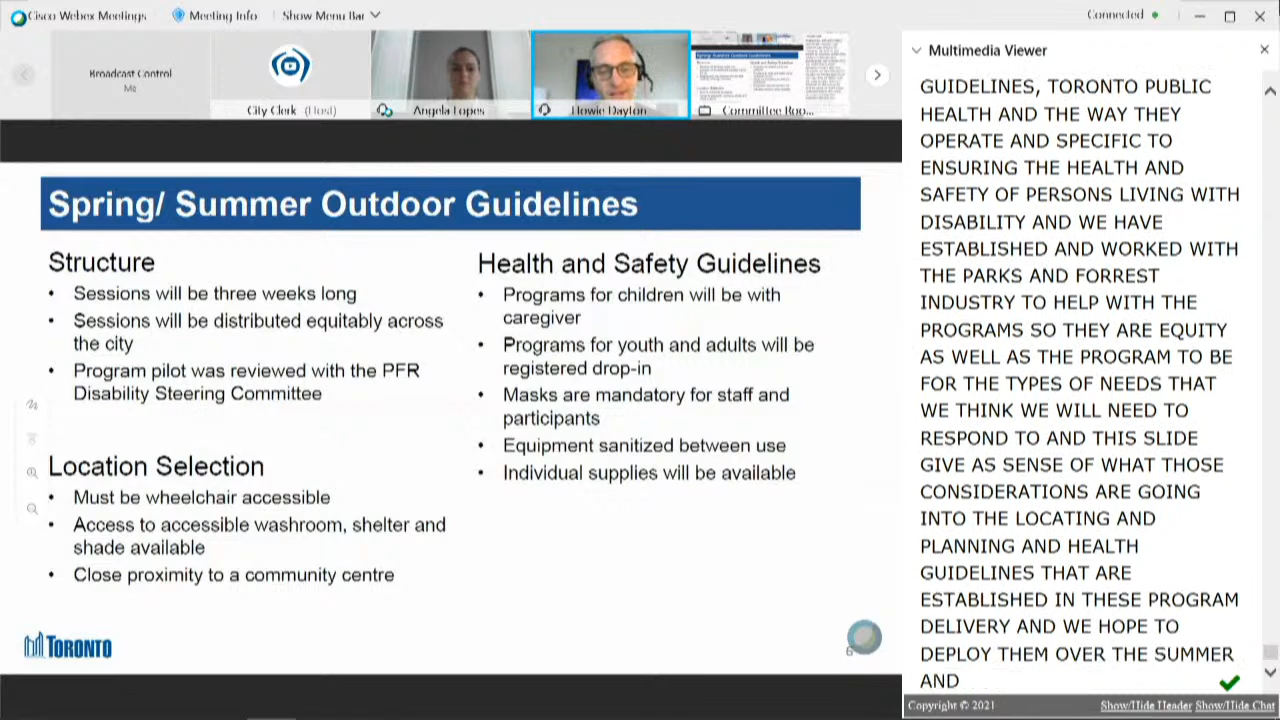 Cisco Webex Meetings
Meeting Info
Show Menu Bar
Connected
Broadcast Control
City Clerk (Host)
Angela Lopes
Howie Dayton
Committee Roo...
Spring/ Summer Outdoor Guidelines
Structure
• Sessions will be three weeks long
• Sessions will be distributed equitably across
the city
• Program pilot was reviewed with the PFR
Disability Steering Committee
Location Selection
• Must be wheelchair accessible
• Access to accessible washroom, shelter and
shade available
• Close proximity to a community centre
Health and Safety Guidelines
• Programs for children will be with
caregiver
• Programs for youth and adults will be
registered drop-in
• Masks are mandatory for staff and
participants
• Equipment sanitized between use
• Individual supplies will be available
TORONTO
6
Multimedia Viewer
GUIDELINES, TORONTO PUBLIC
HEALTH AND THE WAY THEY
OPERATE AND SPECIFIC TO
ENSURING THE HEALTH AND
SAFETY OF PERSONS LIVING WITH
DISABILITY AND WE HAVE
ESTABLISHED AND WORKED WITH
THE PARKS AND FORREST
INDUSTRY TO HELP WITH THE
PROGRAMS SO THEY ARE EQUITY
AS WELL AS THE PROGRAM TO BE
FOR THE TYPES OF NEEDS THAT
WE THINK WE WILL NEED TO
RESPOND TO AND THIS SLIDE
GIVE AS SENSE OF WHAT THOSE
CONSIDERATIONS ARE GOING
INTO THE LOCATING AND
PLANNING AND HEALTH
GUIDELINES THAT ARE
ESTABLISHED IN THESE PROGRAM
DELIVERY AND WE HOPE TO
DEPLOY THEM OVER THE SUMMER
AND
Copyright © 2021
Show/Hide Header Show/Hide Chat